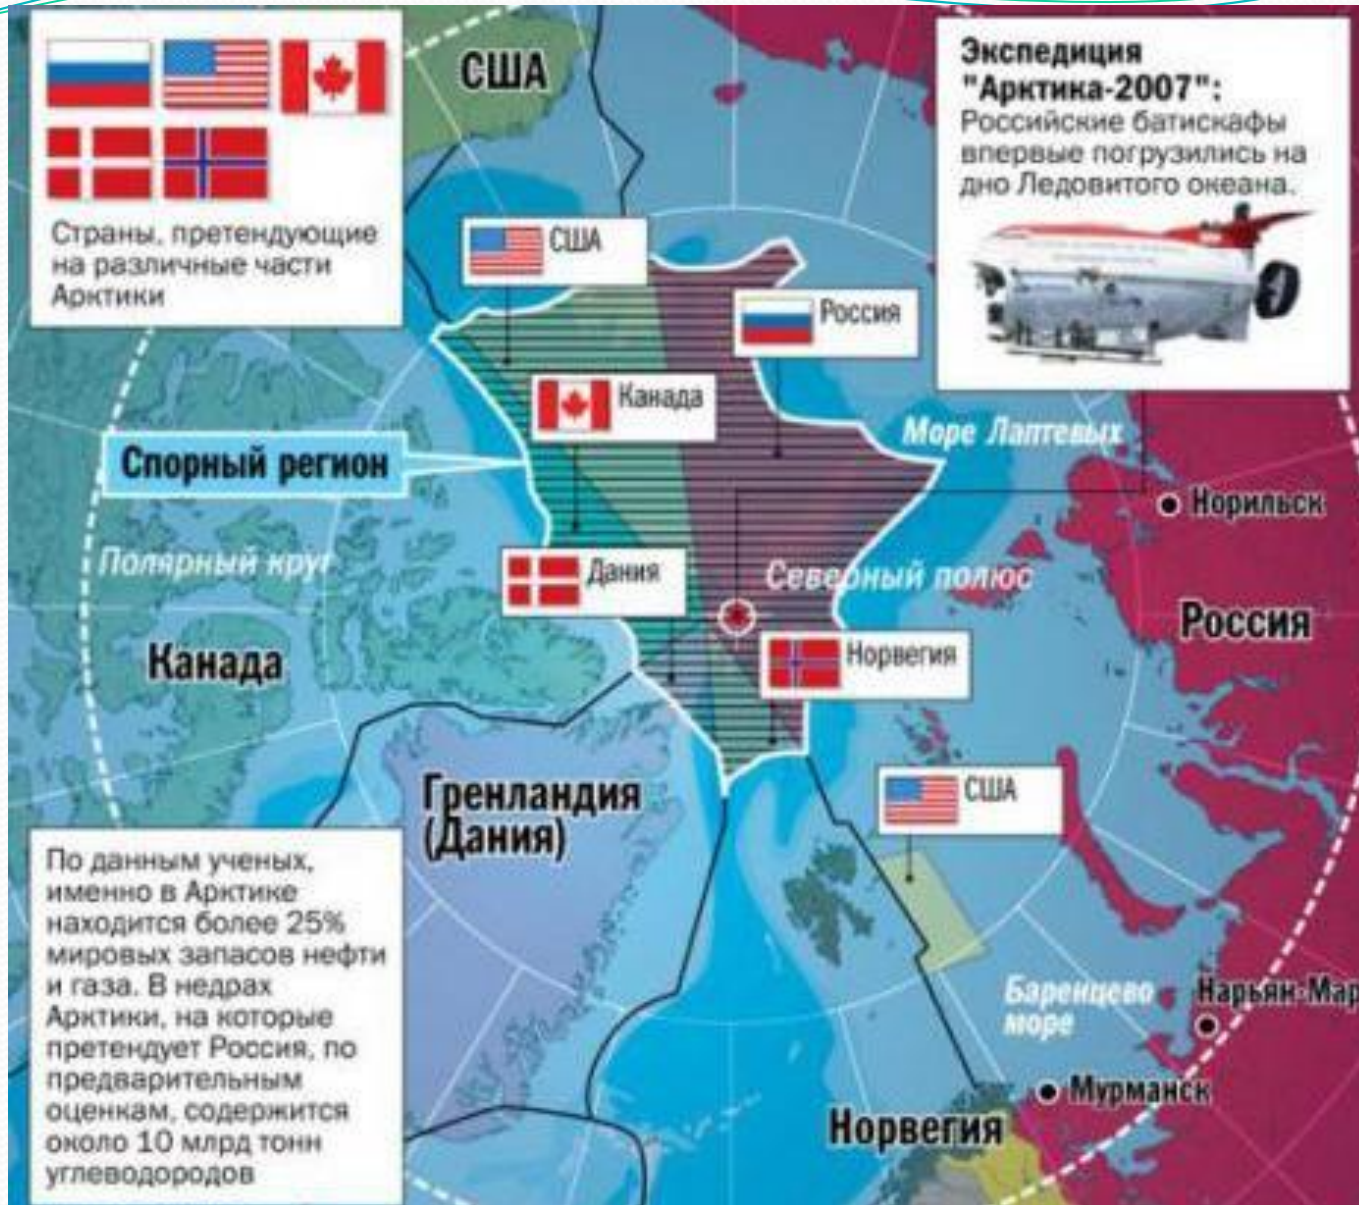 США
Экспедиция
"Арктика-2007":
Российские батискафы
впервые погрузились на
дно Ледовитого океана.
Страны, претендующие
на различные части
Арктики
США
Россия
Канада
Море Лаптевых
Спорный регион
Норильск
Полярный круг
Дания
Северный полюс
Россия
Канада
Норвегия
Гренландия
(Дания)
США
По данным ученых,
именно в Арктике
находится более 25%
мировых запасов нефти
и газа. В недрах
Арктики, на которые
претендует Россия, по
предварительным
оценкам, содержится
около 10 млрд тонн
углеводородов
Баренцево
море
Нарьян-Мар
Мурманск
Норвегия